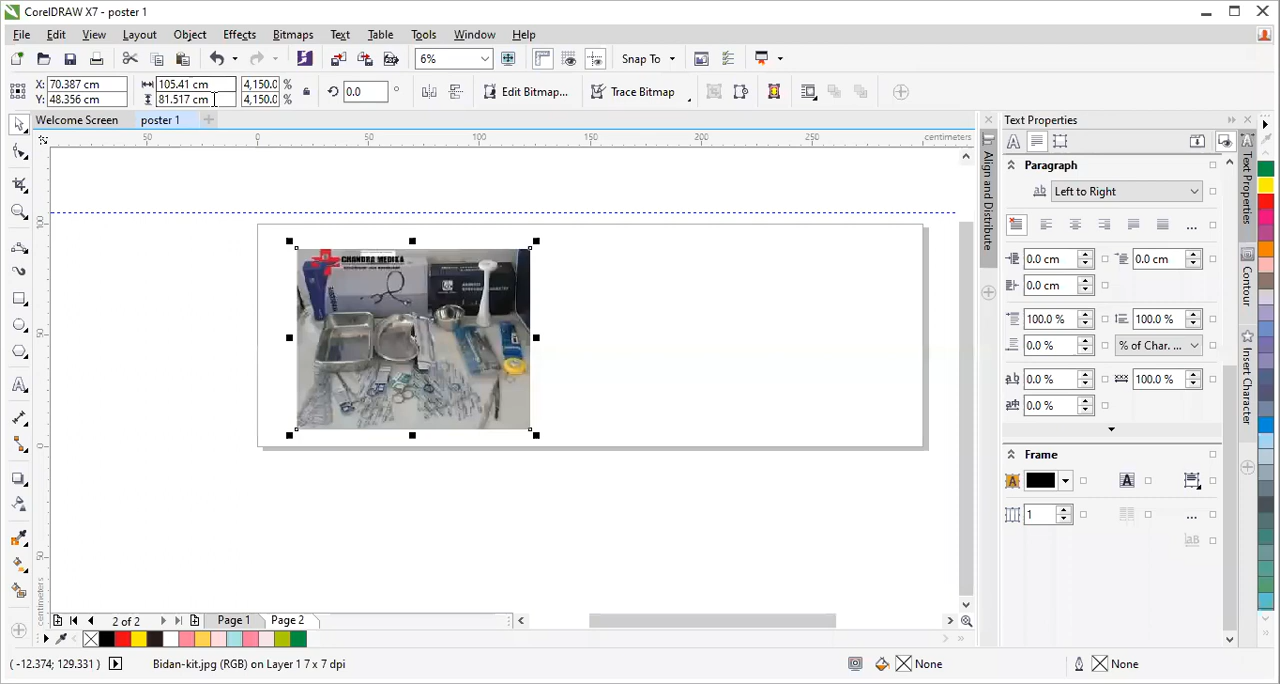 CorelDRAW X7 - poster 1
File Edit View Layout Object Effects Bitmaps Text Table Tools Window Help
6% Snap To
X: 70.387 cm 105.41 cm 4,150.0 % 0.0 ° Edit Bitmap... Trace Bitmap
Y: 48.356 cm 81.517 cm 4,150.0 %
Welcome Screen poster 1
50 0 50 100 150 200 250 centimeters
100
50
0
50
centimeters
CHANDRA MEDIKA
Align and Distribute
Text Properties
Paragraph
Left to Right
0.0 cm 0.0 cm
0.0 cm
100.0 % 100.0 %
0.0 % % of Char. ...
0.0 % 100.0 %
0.0 %
Frame
1
Text Properties
Contour
Insert Character
2 of 2 Page 1 Page 2
( -12.374; 129.331 ) Bidan-kit.jpg (RGB) on Layer 1 7 x 7 dpi None None